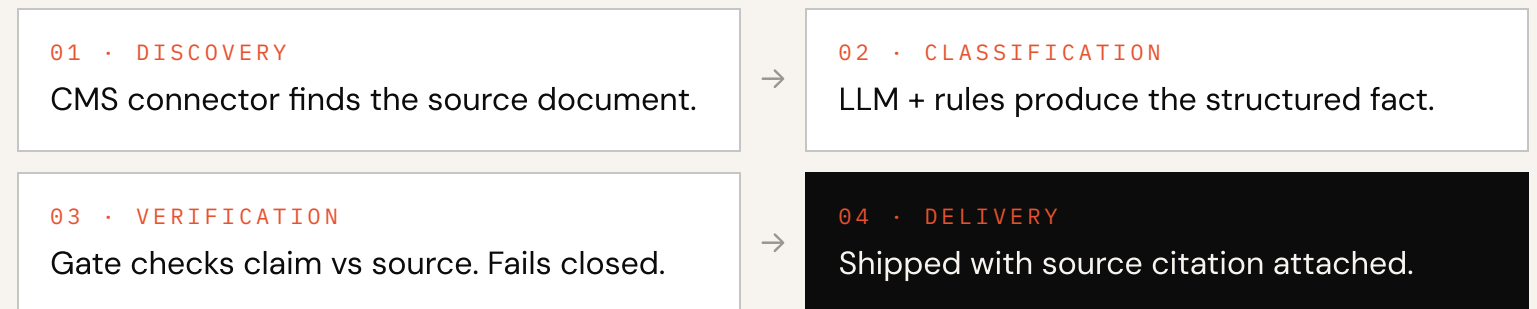 01 · DISCOVERY
CMS connector finds the source document.
→
02 · CLASSIFICATION
LLM + rules produce the structured fact.
03 · VERIFICATION
Gate checks claim vs source. Fails closed.
→
04 · DELIVERY
Shipped with source citation attached.